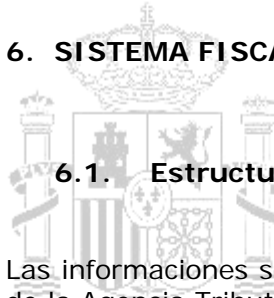 6. SISTEMA FISCA
6.1. Estructu
Las informaciones s
de la Agencia Tribut